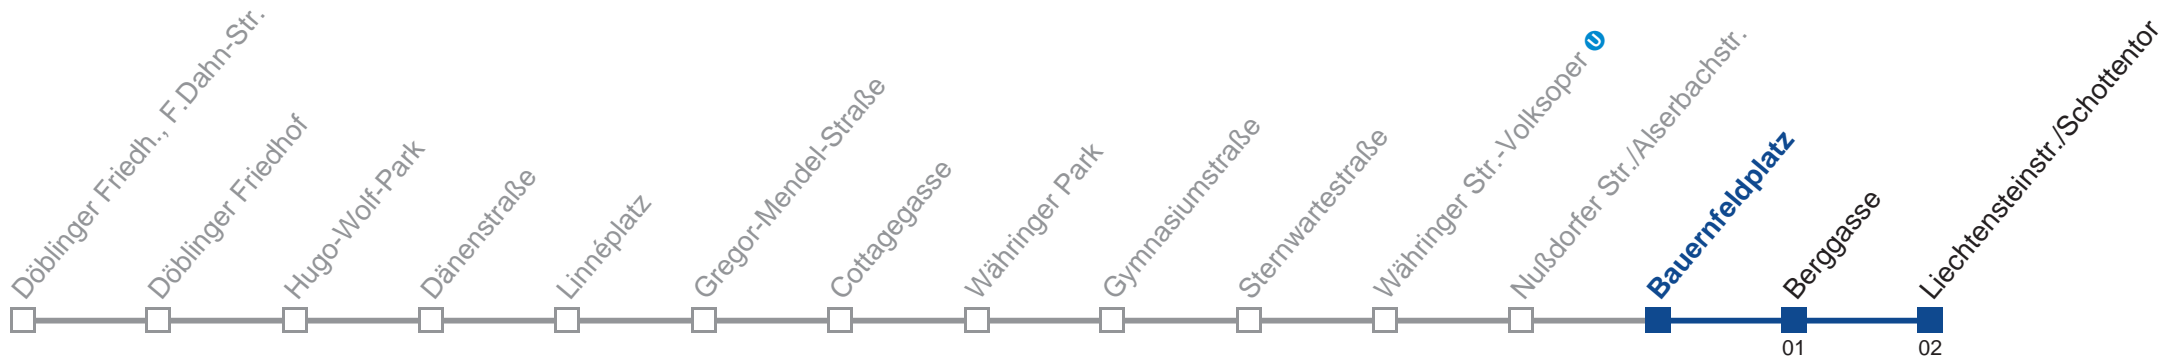 Döblinger Friedh., F.Dahn-Str.
Döblinger Friedhof
Hugo-Wolf-Park
Dänenstraße
Linnéplatz
Gregor-Mendel-Straße
Cottagegasse
Währinger Park
Gymnasiumstraße
Sternwartestraße
Währinger Str.-Volksoper U
Nußdorfer Str./Alserbachstr.
Bauernfeldplatz
Berggasse
Liechtensteinstr./Schottentor
01
02